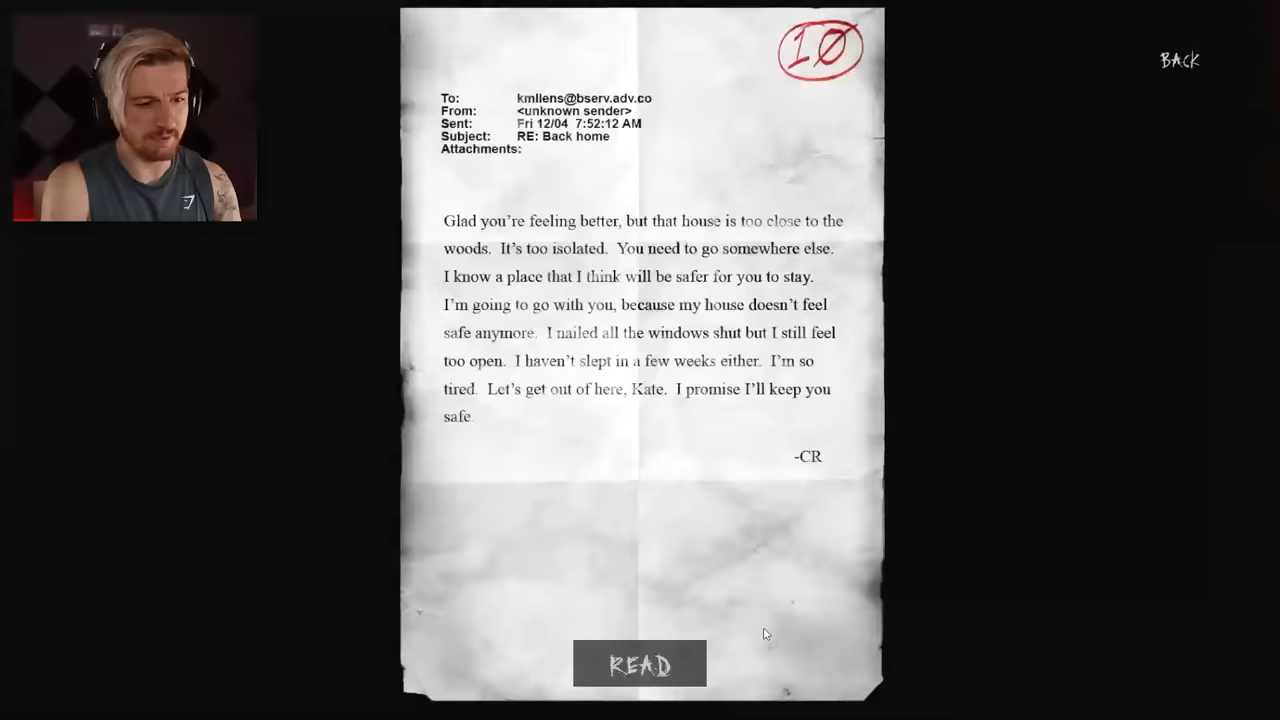 10
BACK
To: kmllens@bserv.adv.co
From: <unknown sender>
Sent: Fri 12/04 7:52:12 AM
Subject: RE: Back home
Attachments:
Glad you're feeling better, but that house is too close to the
woods. It's too isolated. You need to go somewhere else.
I know a place that I think will be safer for you to stay.
I'm going to go with you, because my house doesn't feel
safe anymore. I nailed all the windows shut but I still feel
too open. I haven't slept in a few weeks either. I'm so
tired. Let's get out of here, Kate. I promise I'll keep you
safe.
-CR
READ